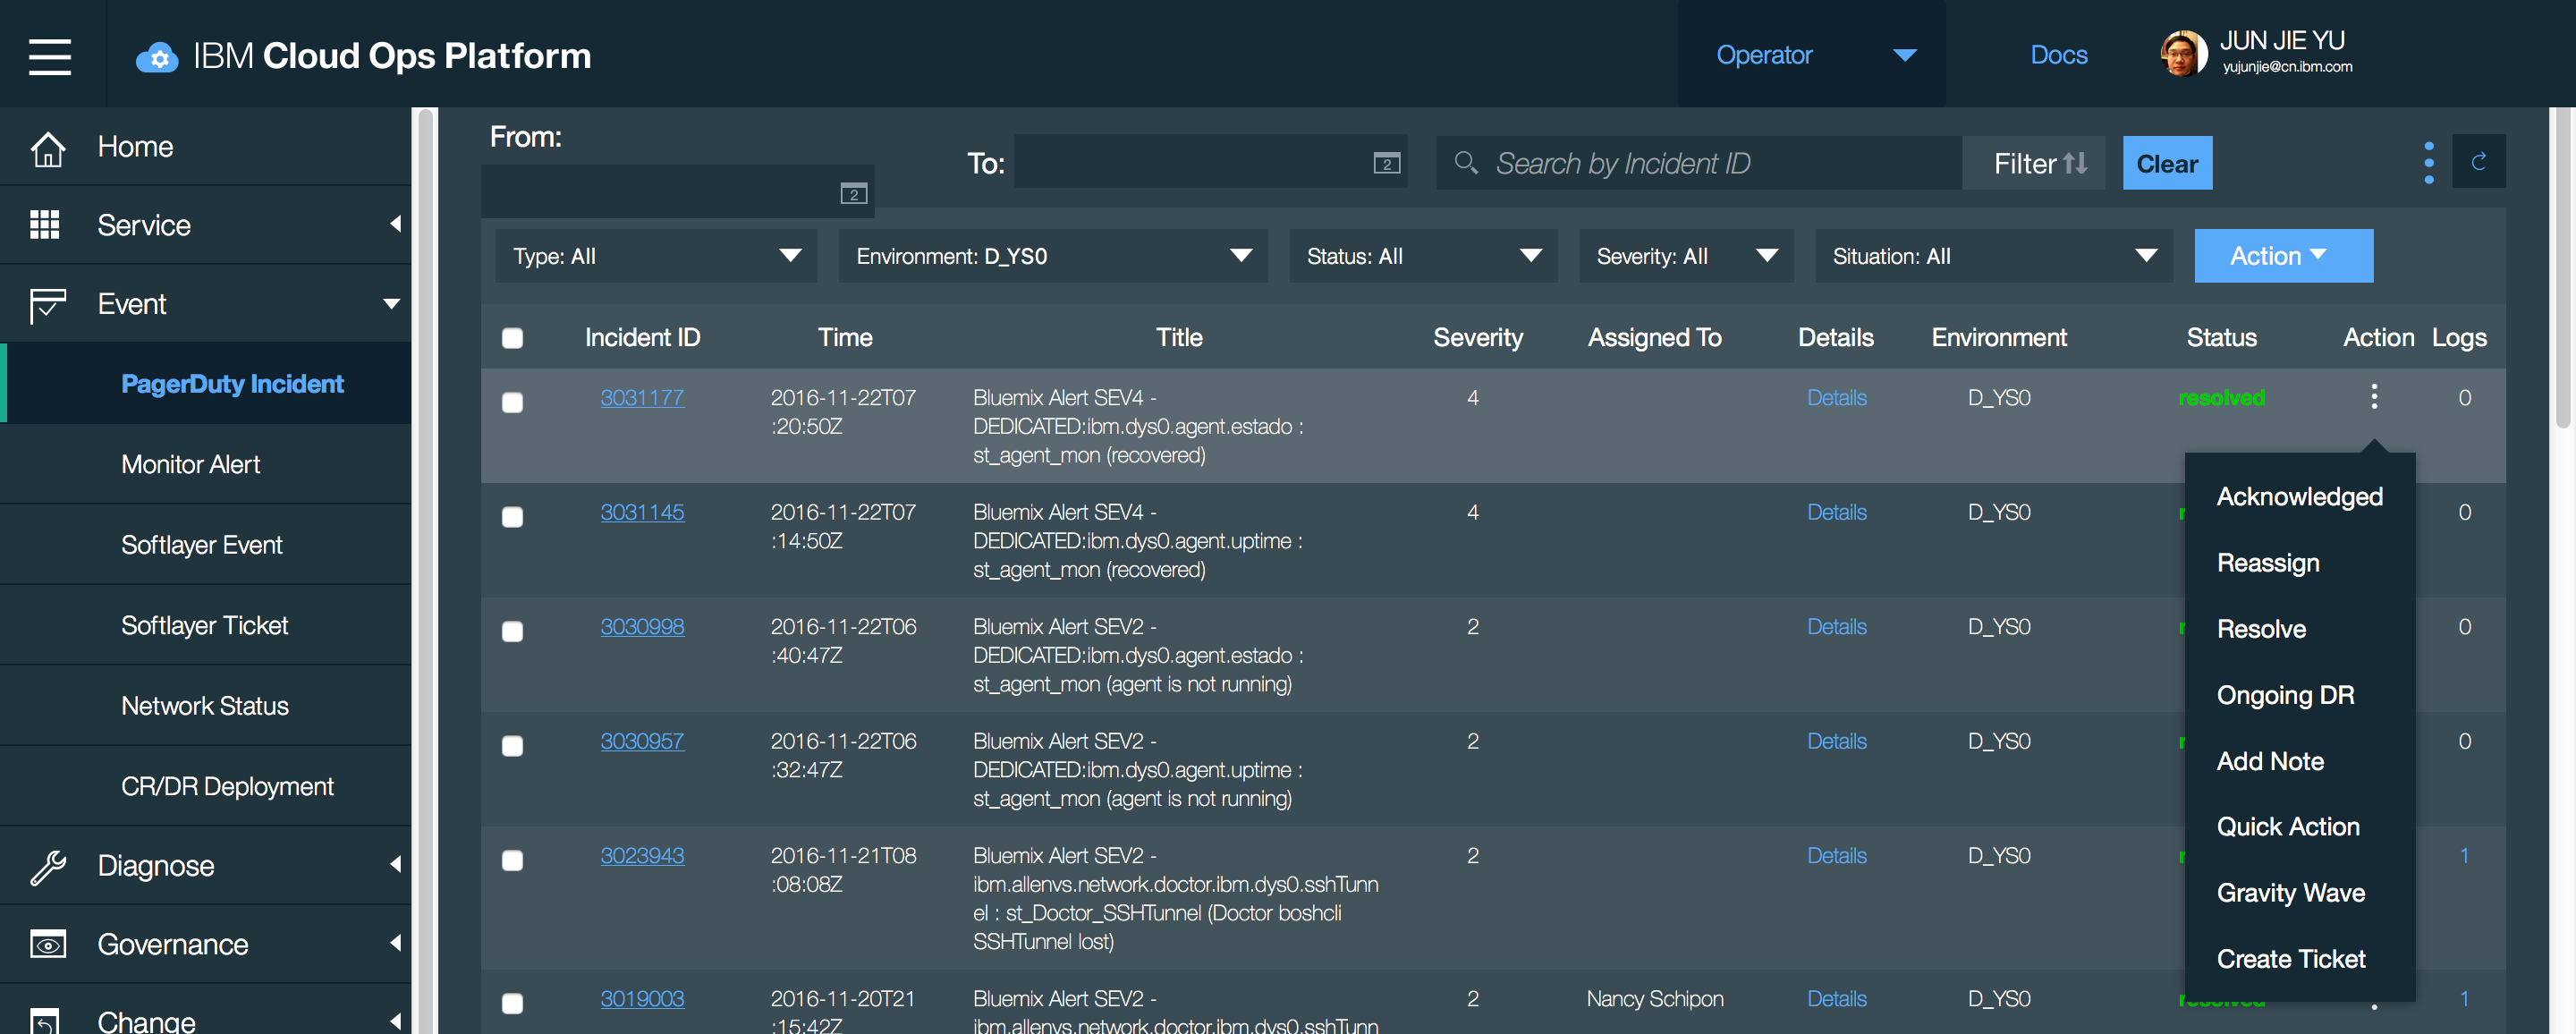 IBM Cloud Ops Platform
Operator
Docs
JUN JIE YU
yujunjie@cn.ibm.com
Home
Service
Event
PagerDuty Incident
Monitor Alert
Softlayer Event
Softlayer Ticket
Network Status
CR/DR Deployment
Diagnose
Governance
Change
From:
2
To:
2
Search by Incident ID
Filter
Clear
Type: All
Environment: D_YS0
Status: All
Severity: All
Situation: All
Action
Incident ID Time Title Severity Assigned To Details Environment Status Action Logs
3031177 2016-11-22T07 Bluemix Alert SEV4 - 4 Details D_YS0 resolved 0
:20:50Z DEDICATED:ibm.dys0.agent.estado :
st_agent_mon (recovered)
3031145 2016-11-22T07 Bluemix Alert SEV4 - 4 Details D_YS0 r 0
:14:50Z DEDICATED:ibm.dys0.agent.uptime :
st_agent_mon (recovered)
3030998 2016-11-22T06 Bluemix Alert SEV2 - 2 Details D_YS0 r 0
:40:47Z DEDICATED:ibm.dys0.agent.estado :
st_agent_mon (agent is not running)
3030957 2016-11-22T06 Bluemix Alert SEV2 - 2 Details D_YS0 r 0
:32:47Z DEDICATED:ibm.dys0.agent.uptime :
st_agent_mon (agent is not running)
3023943 2016-11-21T08 Bluemix Alert SEV2 - 2 Details D_YS0 r 1
:08:08Z ibm.allenvs.network.doctor.ibm.dys0.sshTunn
el : st_Doctor_SSHTunnel (Doctor boshcli
SSHTunnel lost)
3019003 2016-11-20T21 Bluemix Alert SEV2 - 2 Nancy Schipon Details D_YS0 resolved 1
:15:42Z ibm.allenvs.network.doctor.ibm.dys0.sshTunn
Acknowledged
Reassign
Resolve
Ongoing DR
Add Note
Quick Action
Gravity Wave
Create Ticket